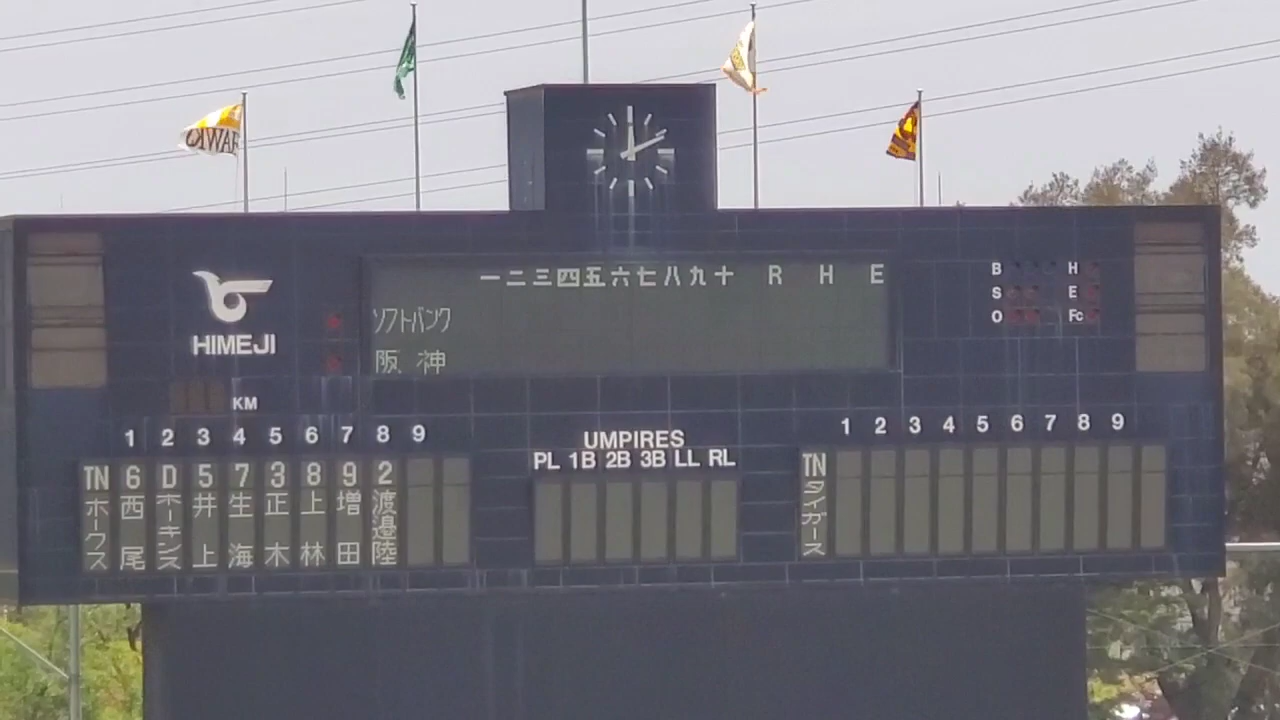 HAWKS
一二三四五六七八九十 R H E
ソフトバンク
阪神
HIMEJI
KM
B H
S E
O Fc
1 2 3 4 5 6 7 8 9
TN 6 D 5 7 3 8 9 2
ホークス 西尾 ホーキンス 井上 生海 正木 上林 増田 渡邉陸
UMPIRES
PL 1B 2B 3B LL RL
1 2 3 4 5 6 7 8 9
TN
タイガース